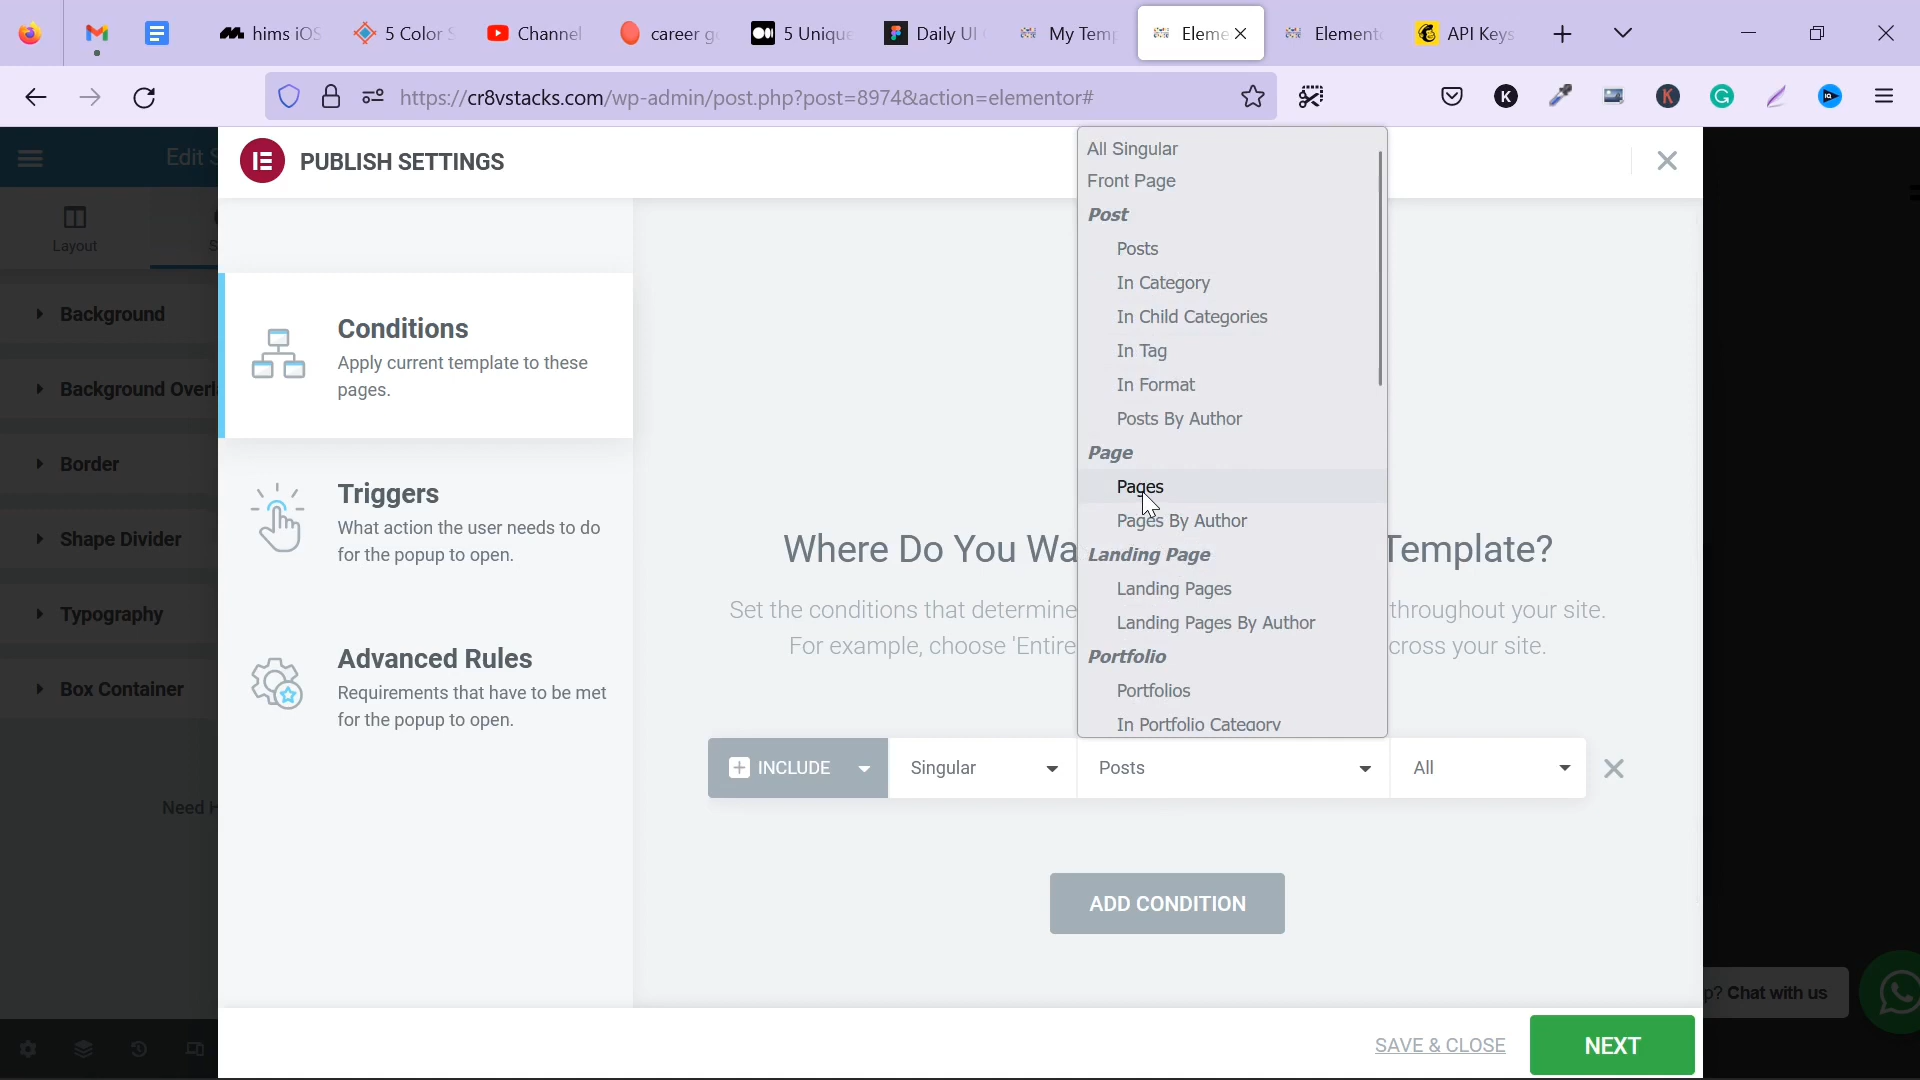 hims iOS
5 Color S
Channel
career g
5 Unique
Daily UI
My Temp
Eleme
Element
API Keys
https://cr8vstacks.com/wp-admin/post.php?post=8974&action=elementor#
Edit S
PUBLISH SETTINGS
Layout
S
Background
Background Overl
Border
Shape Divider
Typography
Box Container
Need H
Conditions
Apply current template to these
pages.
Triggers
What action the user needs to do
for the popup to open.
Advanced Rules
Requirements that have to be met
for the popup to open.
All Singular
Front Page
Post
Posts
In Category
In Child Categories
In Tag
In Format
Posts By Author
Page
Pages
Pages By Author
Landing Page
Landing Pages
Landing Pages By Author
Portfolio
Portfolios
In Portfolio Category
Where Do You Wa Template?
Set the conditions that determine throughout your site.
For example, choose 'Entire cross your site.
INCLUDE
Singular
Posts
All
ADD CONDITION
p? Chat with us
SAVE & CLOSE
NEXT